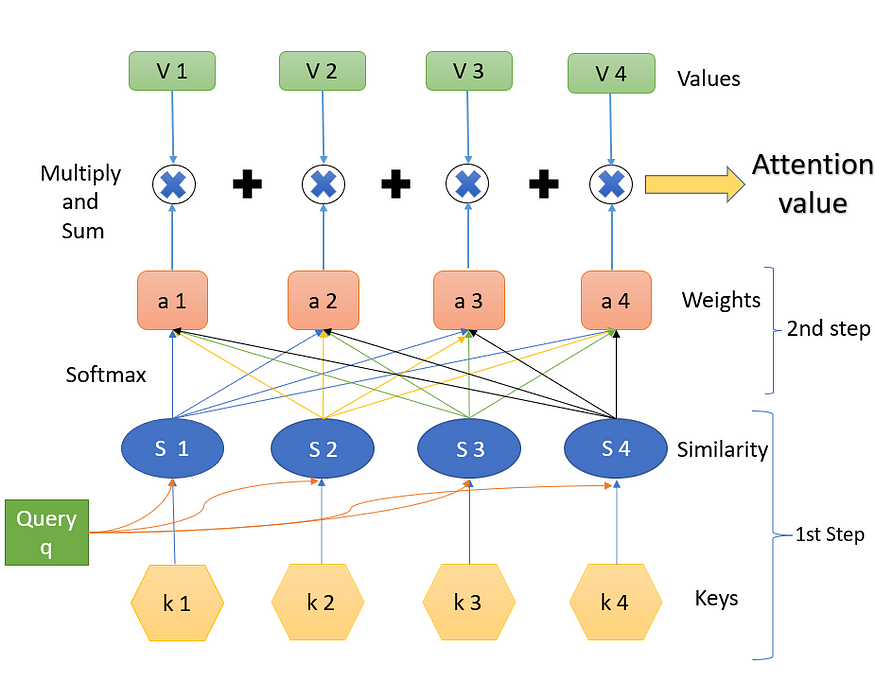 V 1
V 2
V 3
V 4
Values
Multiply
and
Sum
Attention
value
a 1
a 2
a 3
a 4
Weights
2nd step
Softmax
S 1
S 2
S 3
S 4
Similarity
Query
q
1st Step
k 1
k 2
k 3
k 4
Keys